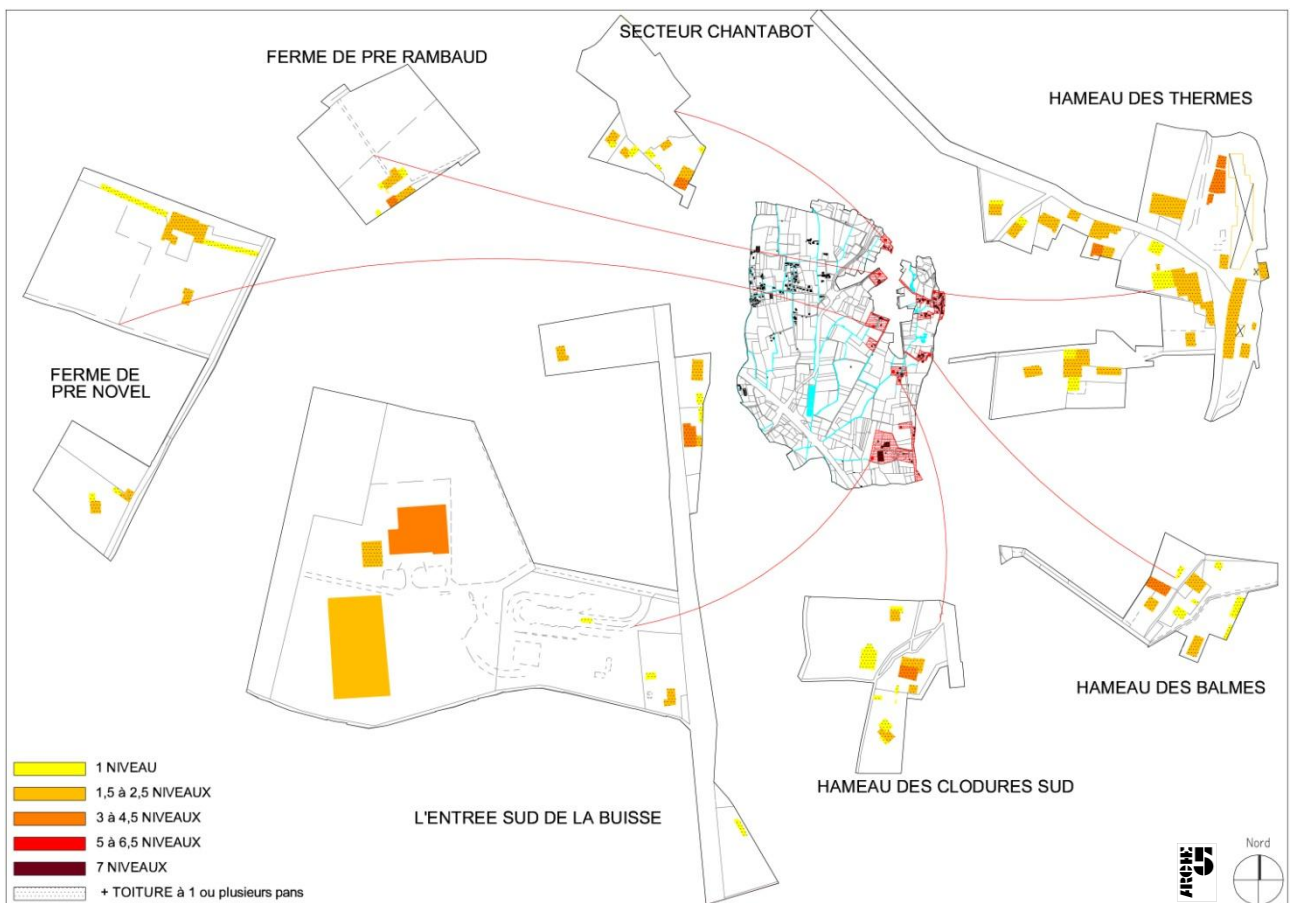 SECTEUR CHANTABOT
FERME DE PRE RAMBAUD
HAMEAU DES THERMES
FERME DE
PRE NOVEL
HAMEAU DES BALMES
HAMEAU DES CLODURES SUD
L'ENTREE SUD DE LA BUISSE
1 NIVEAU
1,5 à 2,5 NIVEAUX
3 à 4,5 NIVEAUX
5 à 6,5 NIVEAUX
7 NIVEAUX
+ TOITURE à 1 ou plusieurs pans
ARCHE 5
Nord